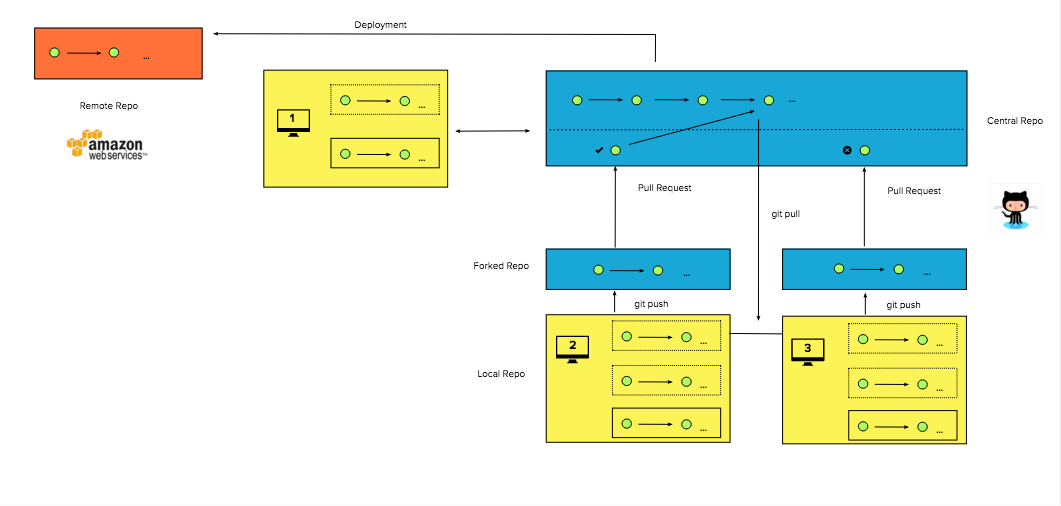 Deployment
...
Remote Repo
amazon
webservices™
1
...
...
...
Central Repo
Pull Request
Pull Request
git pull
Forked Repo
...
...
git push
git push
2
...
...
...
3
...
...
...
Local Repo